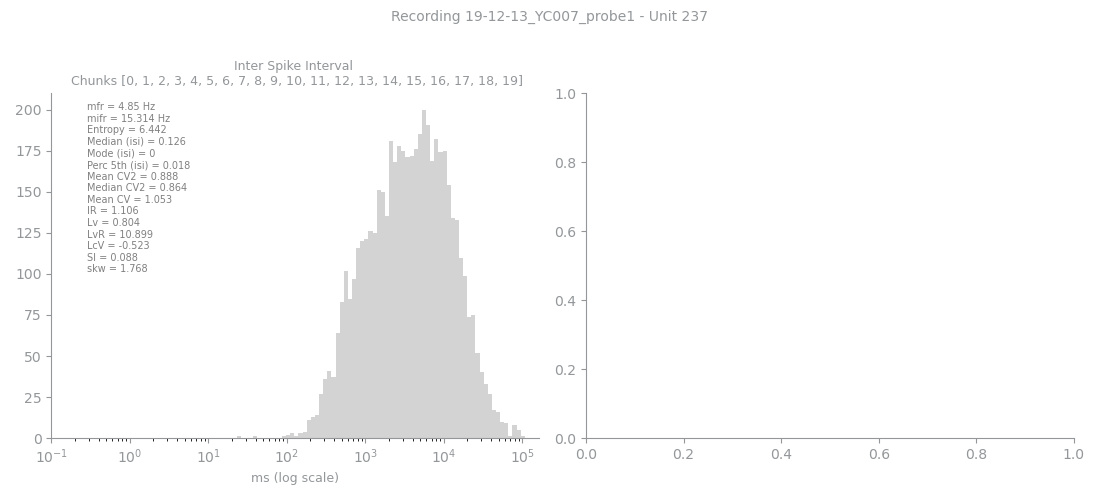 Recording 19-12-13_YC007_probe1 - Unit 237
Inter Spike Interval
Chunks [0, 1, 2, 3, 4, 5, 6, 7, 8, 9, 10, 11, 12, 13, 14, 15, 16, 17, 18, 19]
mfr = 4.85 Hz
mifr = 15.314 Hz
Entropy = 6.442
Median (isi) = 0.126
Mode (isi) = 0
Perc 5th (isi) = 0.018
Mean CV2 = 0.888
Median CV2 = 0.864
Mean CV = 1.053
IR = 1.106
Lv = 0.804
LvR = 10.899
LcV = -0.523
SI = 0.088
skw = 1.768
200
175
150
125
100
75
50
25
0
10⁻¹ 10⁰ 10¹ 10² 10³ 10⁴ 10⁵
ms (log scale)
1.0
0.8
0.6
0.4
0.2
0.0
0.0 0.2 0.4 0.6 0.8 1.0